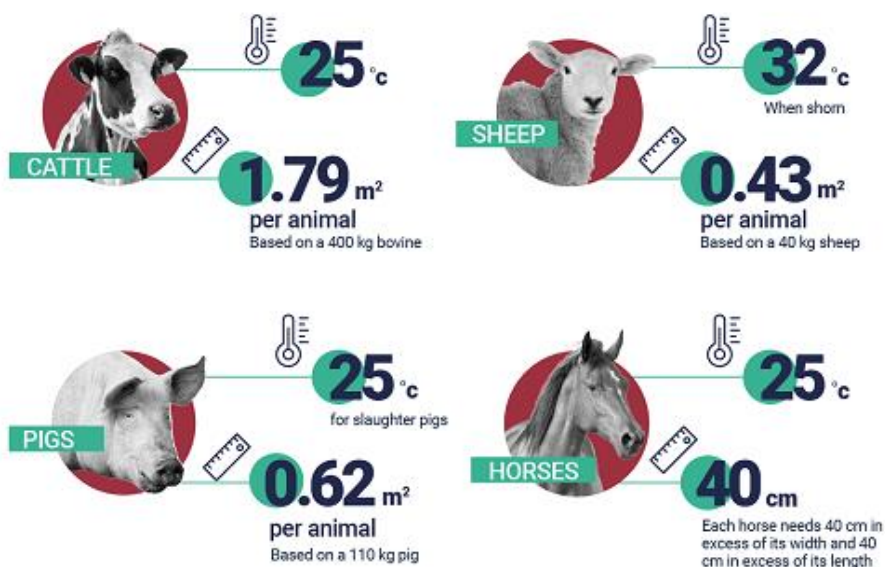 25 °c
CATTLE
1.79 m²
per animal
Based on a 400 kg bovine
32 °c
When shorn
SHEEP
0.43 m²
per animal
Based on a 40 kg sheep
25 °c
for slaughter pigs
PIGS
0.62 m²
per animal
Based on a 110 kg pig
25 °c
HORSES
40 cm
Each horse needs 40 cm in
excess of its width and 40
cm in excess of its length